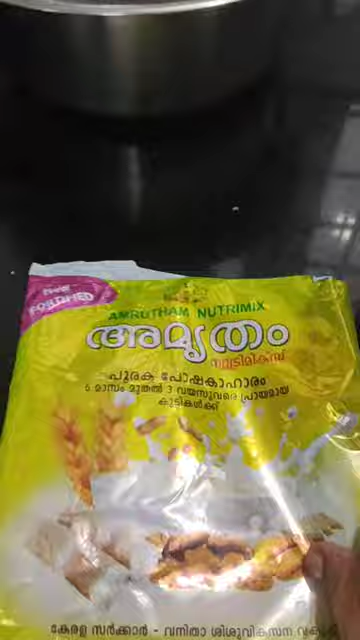 FORTIFIED
AMRUTHAM NUTRIMIX
അമൃതം
ന്യൂട്രിമിക്സ്
പൂരക പോഷകാഹാരം
6 മാസം മുതൽ 3 വയസുവരെ പ്രായമായ
കുട്ടികൾക്ക്
കേരള സർക്കാർ - വനിതാ ശിശുവികസന